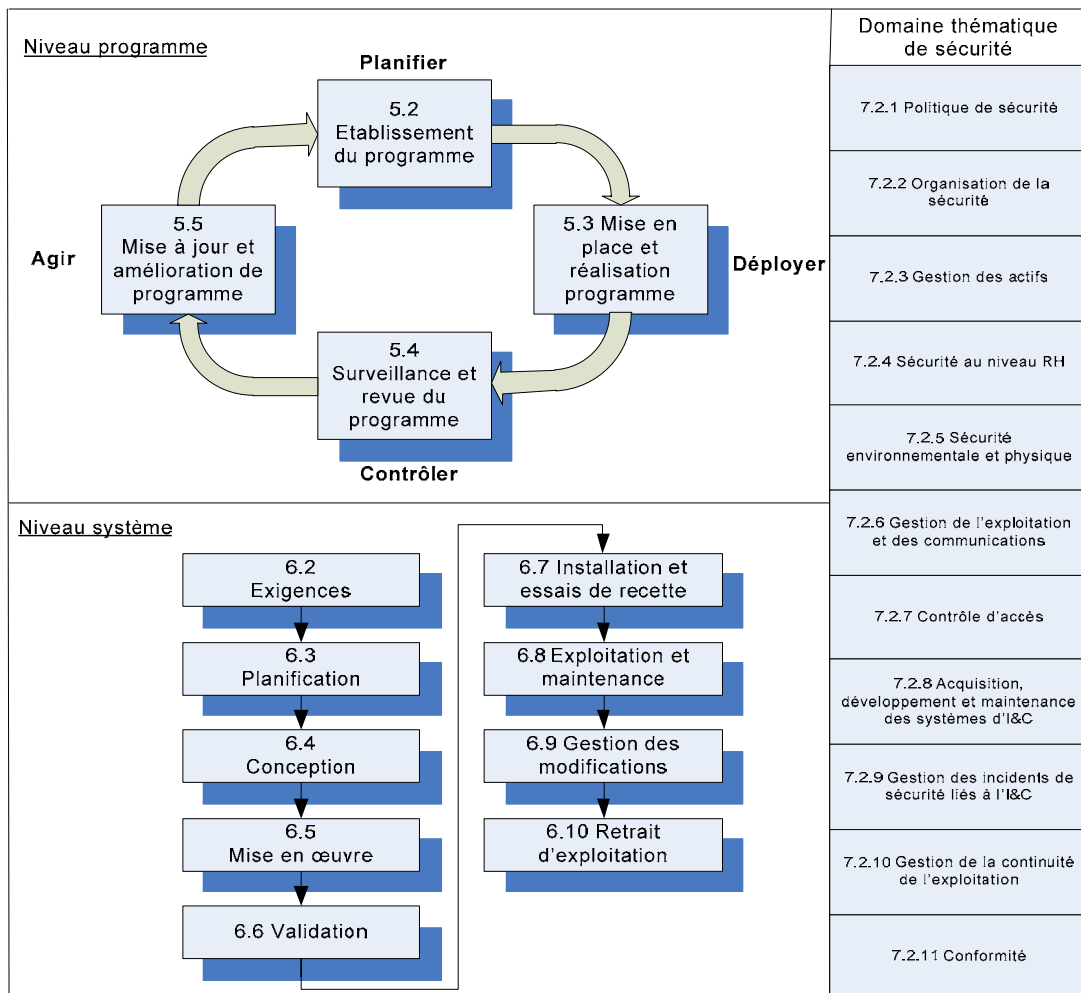 Niveau programme
Planifier
5.2
Etablissement
du programme
5.5
Mise à jour et
amélioration de
programme
Agir
5.3 Mise en
place et
réalisation
programme
Déployer
5.4
Surveillance et
revue du
programme
Contrôler
Niveau système
6.2
Exigences
6.3
Planification
6.4
Conception
6.5
Mise en œuvre
6.6 Validation
6.7 Installation et
essais de recette
6.8 Exploitation et
maintenance
6.9 Gestion des
modifications
6.10 Retrait
d'exploitation
Domaine thématique
de sécurité
7.2.1 Politique de sécurité
7.2.2 Organisation de la
sécurité
7.2.3 Gestion des actifs
7.2.4 Sécurité au niveau RH
7.2.5 Sécurité
environnementale et physique
7.2.6 Gestion de l'exploitation
et des communications
7.2.7 Contrôle d'accès
7.2.8 Acquisition,
développement et maintenance
des systèmes d'I&C
7.2.9 Gestion des incidents de
sécurité liés à l'I&C
7.2.10 Gestion de la continuité
de l'exploitation
7.2.11 Conformité